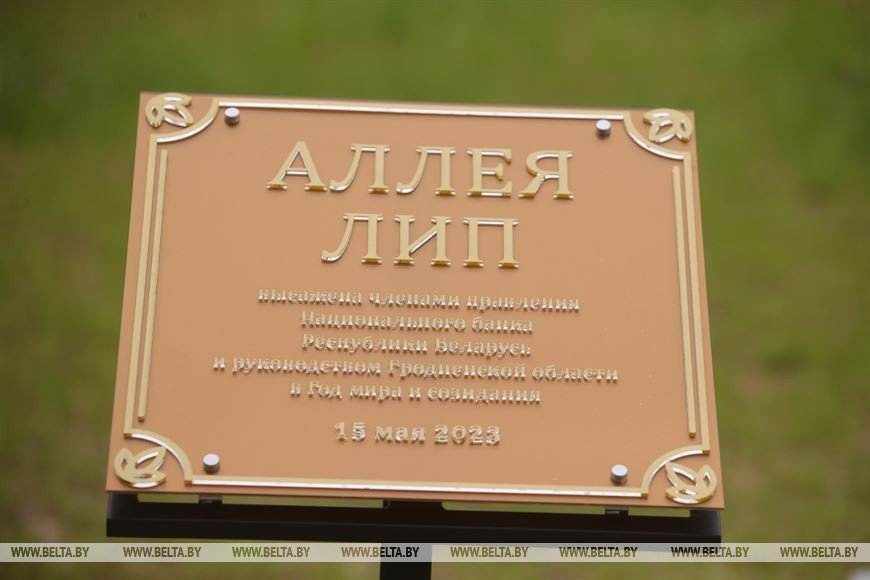 АЛЛЕЯ
ЛИП
высажена членами правления
Национального банка
Республики Беларусь
и руководством Гродненской области
в Год мира и созидания
15 мая 2023
WWW.BELTA.BY WWW.BELTA.BY WWW.BELTA.BY WWW.BELTA.BY WWW.BELTA.BY WWW.BELTA.BY WWW.BELTA.BY WWW.BELTA.BY